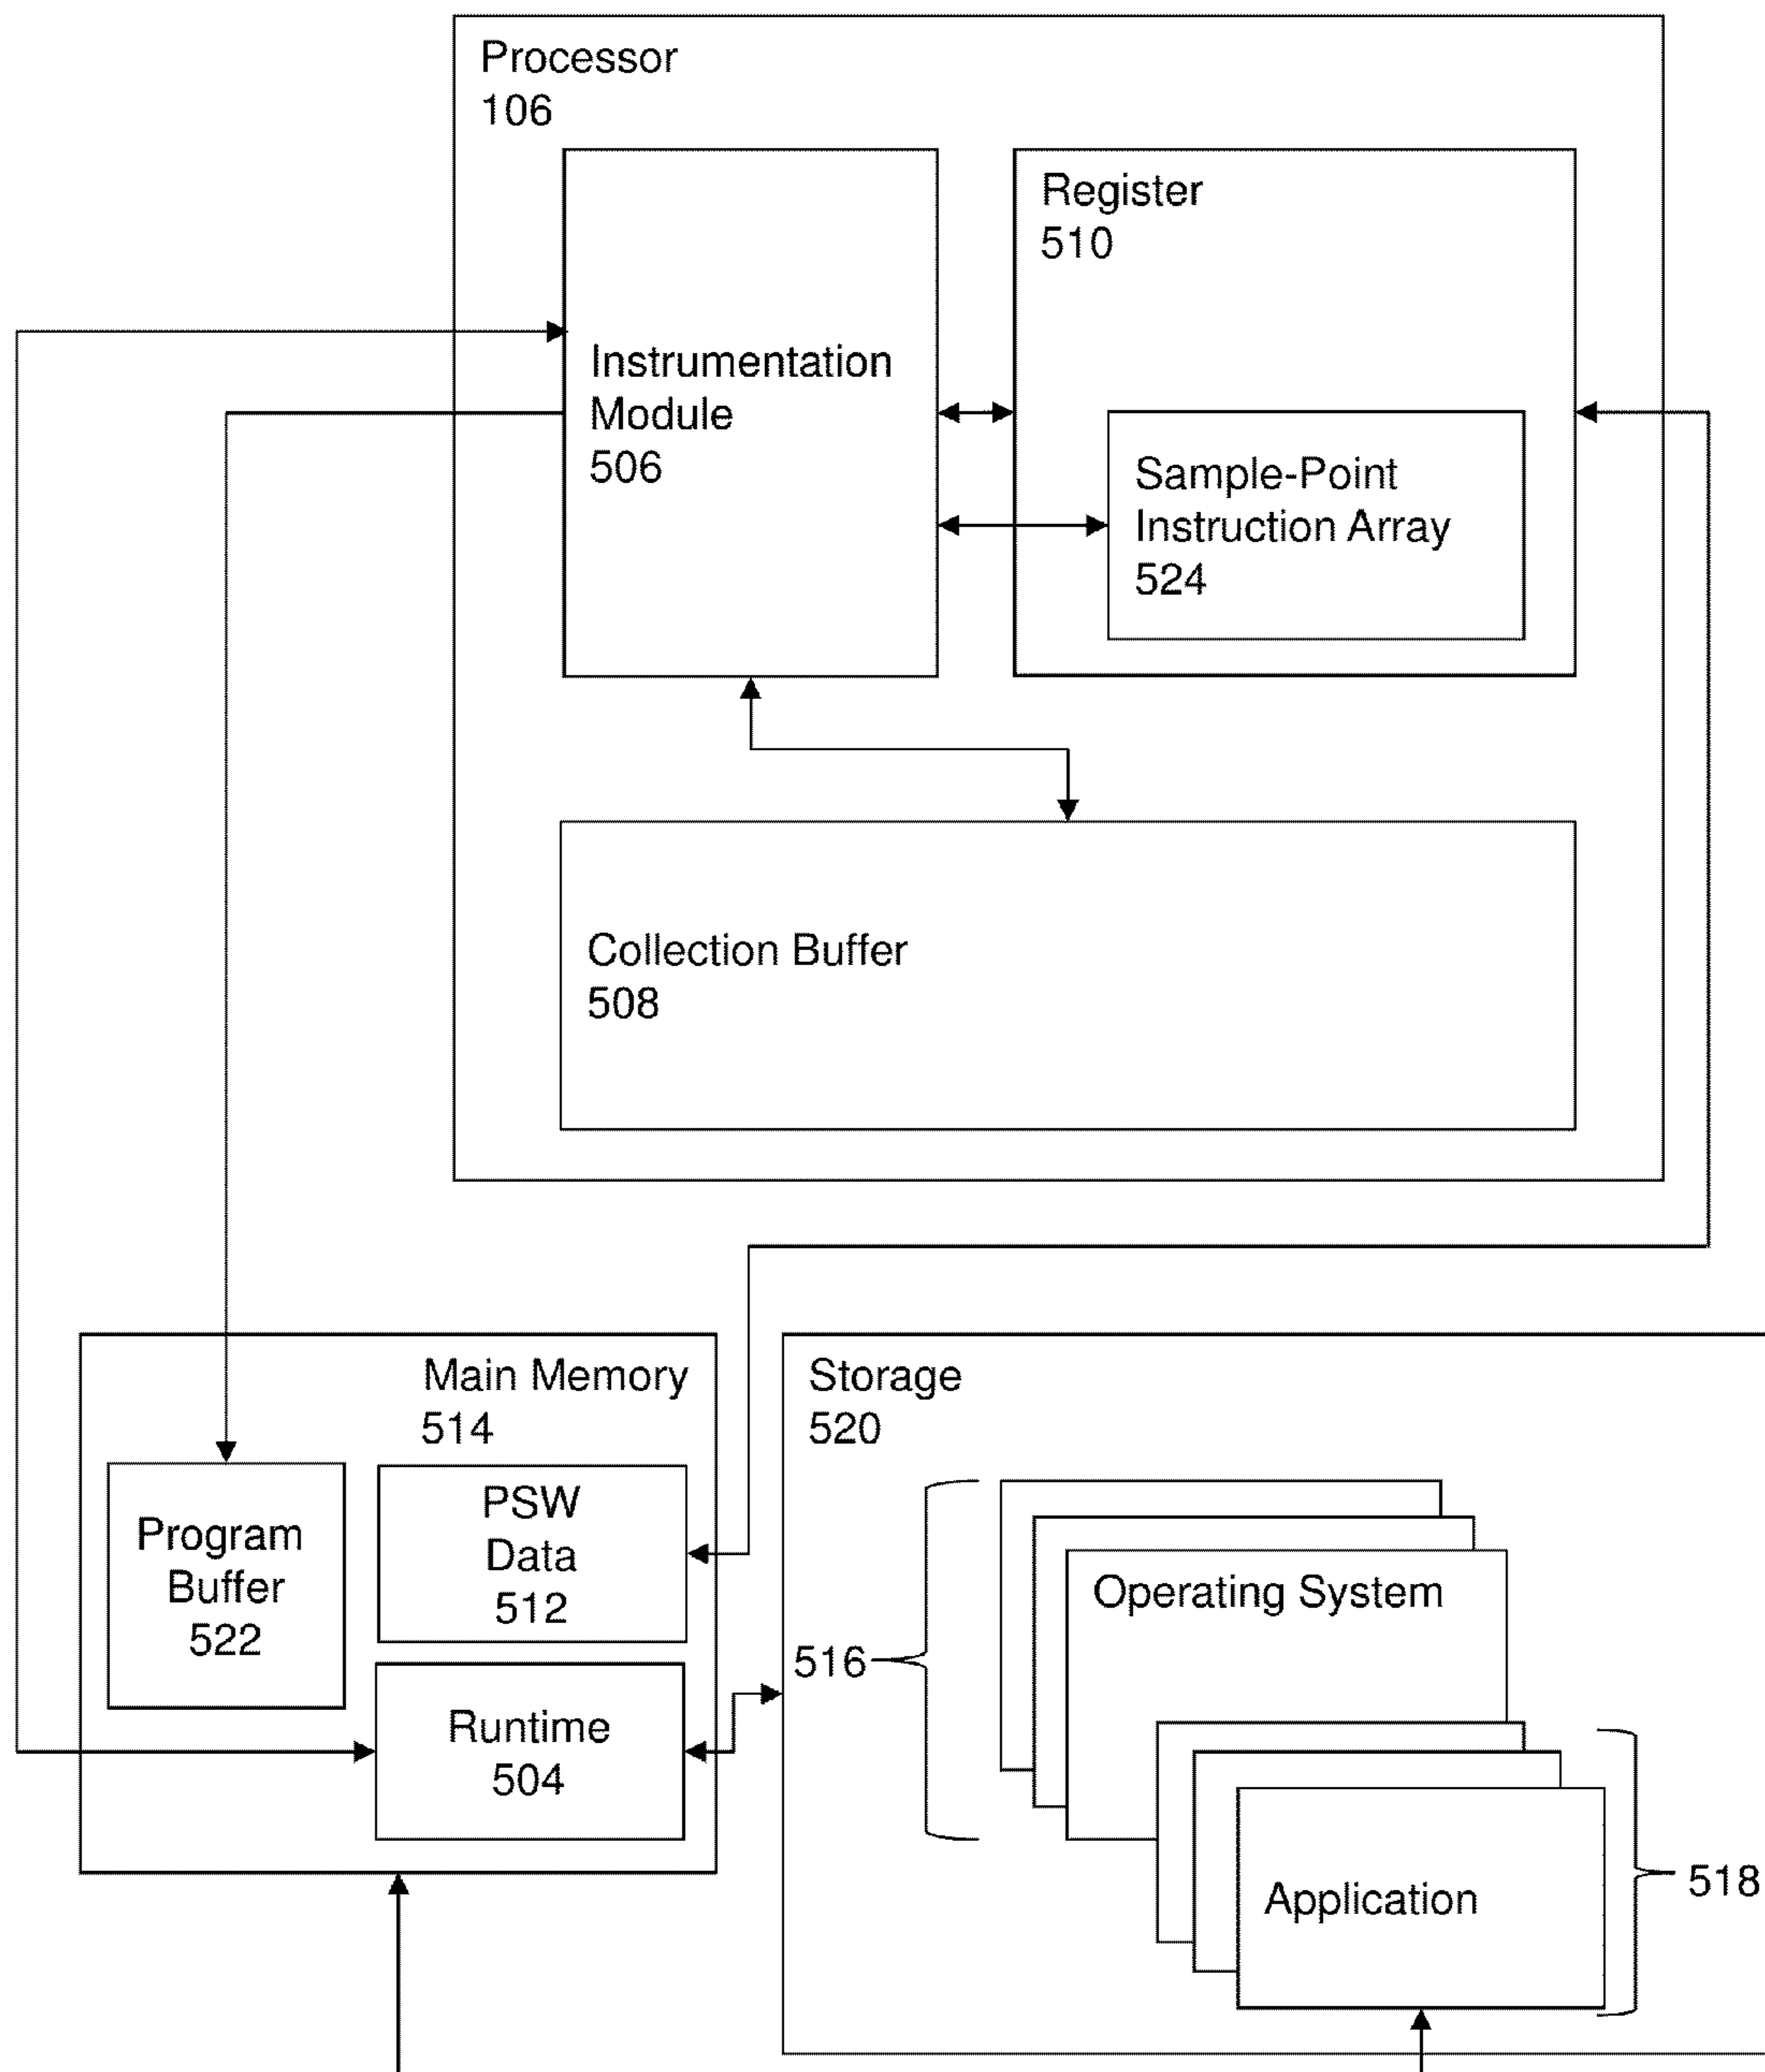 Processor
106
Instrumentation
Module
506
Register
510
Sample-Point
Instruction Array
524
Collection Buffer
508
Main Memory
514
Program
Buffer
522
PSW
Data
512
Runtime
504
Storage
520
516
Operating System
Application
518